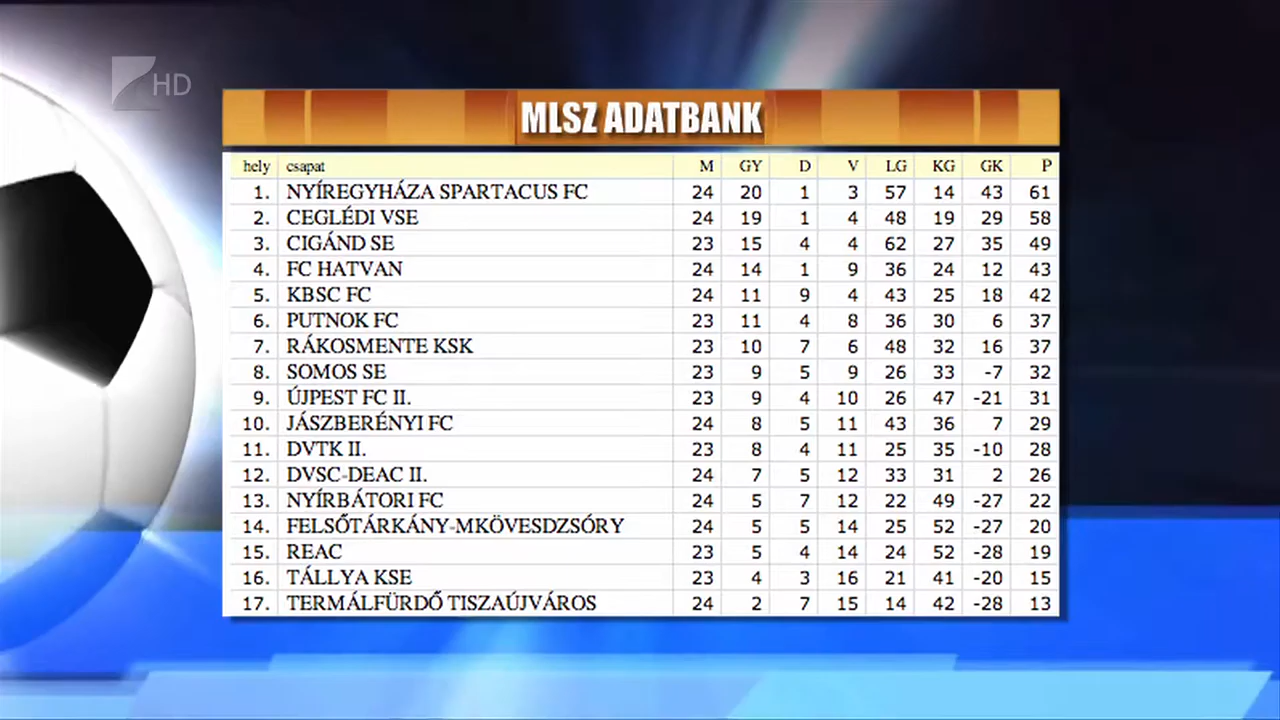 HD
MLSZ ADATBANK
hely csapat M GY D V LG KG GK P
1. NYÍREGYHÁZA SPARTACUS FC 24 20 1 3 57 14 43 61
2. CEGLÉDI VSE 24 19 1 4 48 19 29 58
3. CIGÁND SE 23 15 4 4 62 27 35 49
4. FC HATVAN 24 14 1 9 36 24 12 43
5. KBSC FC 24 11 9 4 43 25 18 42
6. PUTNOK FC 23 11 4 8 36 30 6 37
7. RÁKOSMENTE KSK 23 10 7 6 48 32 16 37
8. SOMOS SE 23 9 5 9 26 33 -7 32
9. ÚJPEST FC II. 23 9 4 10 26 47 -21 31
10. JÁSZBERÉNYI FC 24 8 5 11 43 36 7 29
11. DVTK II. 23 8 4 11 25 35 -10 28
12. DVSC-DEAC II. 24 7 5 12 33 31 2 26
13. NYÍRBÁTORI FC 24 5 7 12 22 49 -27 22
14. FELSŐTÁRKÁNY-MKÖVESDZSÓRY 24 5 5 14 25 52 -27 20
15. REAC 23 5 4 14 24 52 -28 19
16. TÁLLYA KSE 23 4 3 16 21 41 -20 15
17. TERMÁLFÜRDŐ TISZAÚJVÁROS 24 2 7 15 14 42 -28 13